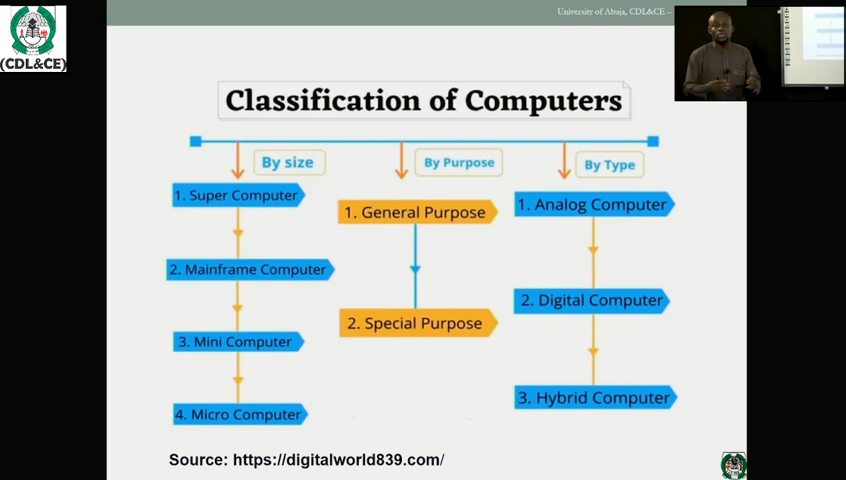 University of Abuja, CDL&CE –
(CDL&CE)
Classification of Computers
By size
By Purpose
By Type
1. Super Computer
2. Mainframe Computer
3. Mini Computer
4. Micro Computer
1. General Purpose
2. Special Purpose
1. Analog Computer
2. Digital Computer
3. Hybrid Computer
Source: https://digitalworld839.com/